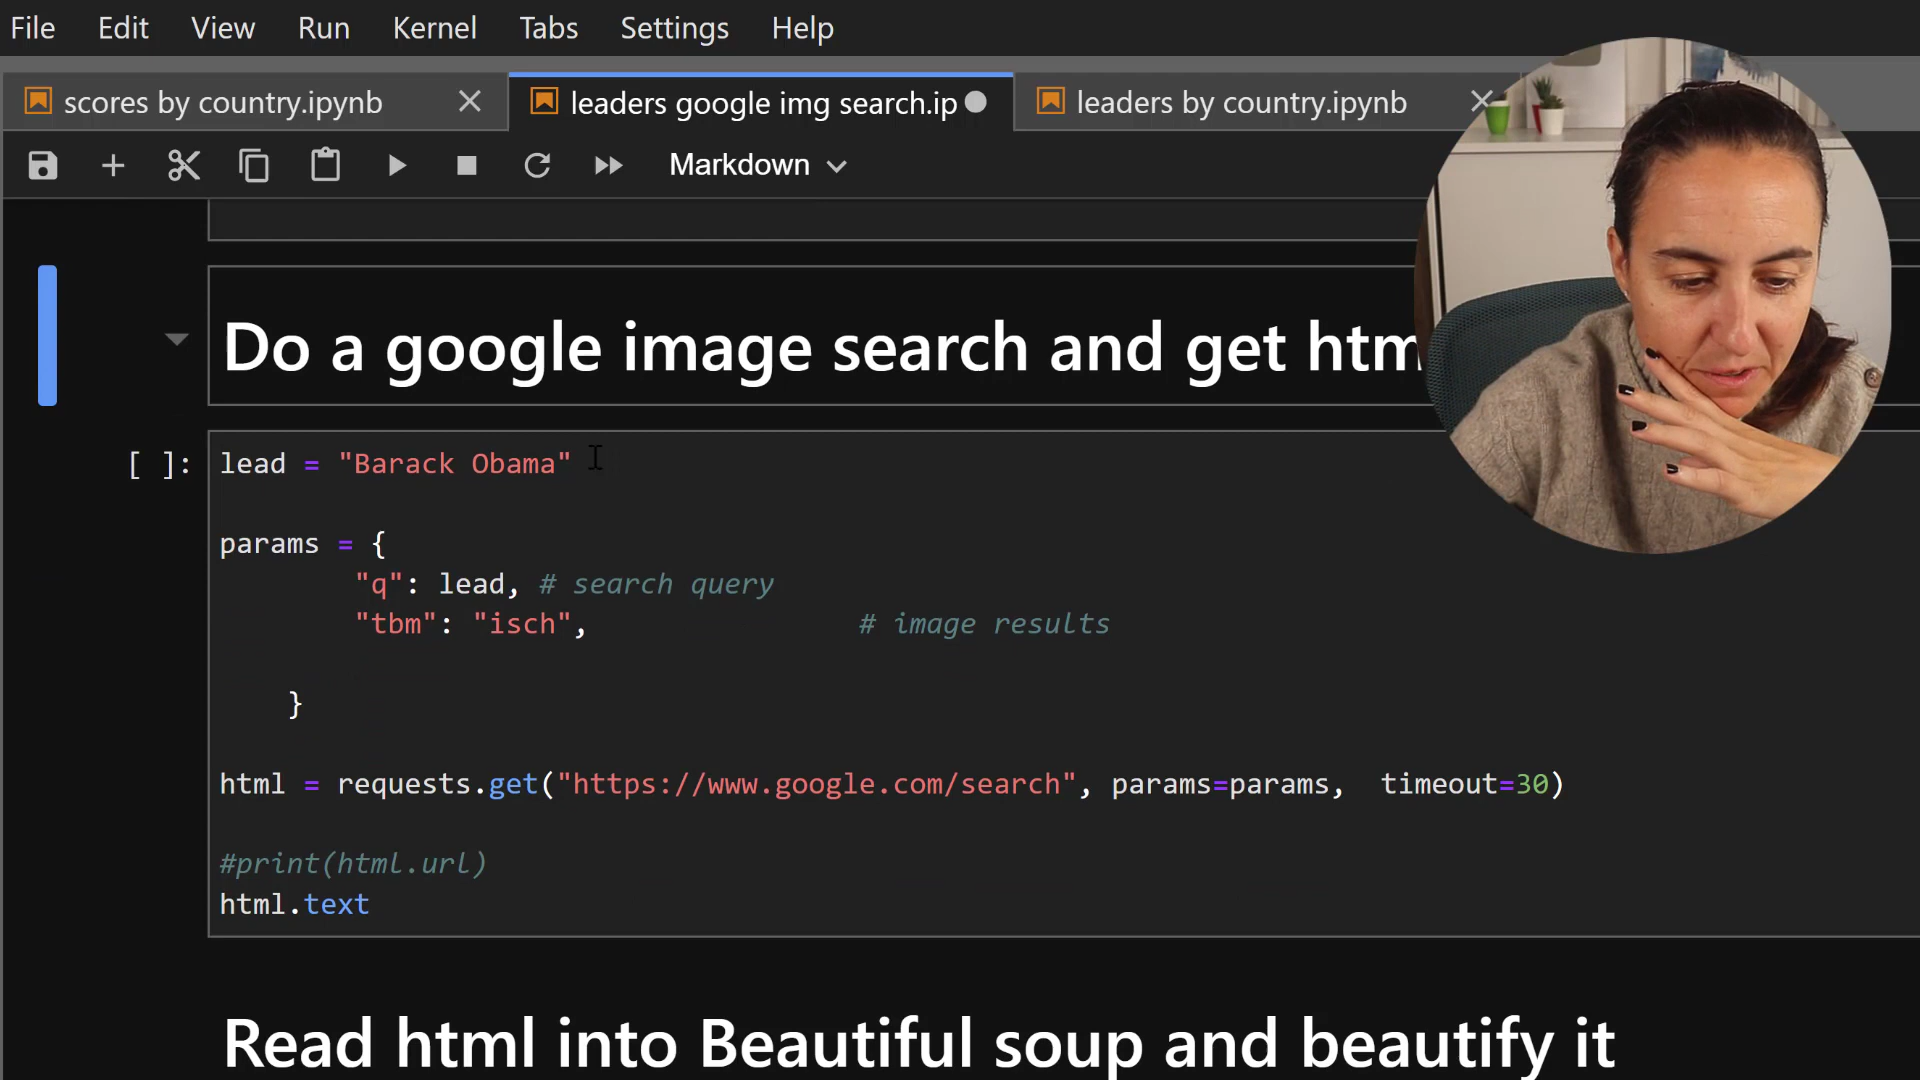 File Edit View Run Kernel Tabs Settings Help
scores by country.ipynb leaders google img search.ip leaders by country.ipynb
Markdown
Do a google image search and get htm
[ ]: lead = "Barack Obama"
params = {
"q": lead, # search query
"tbm": "isch", # image results
}
html = requests.get("https://www.google.com/search", params=params, timeout=30)
#print(html.url)
html.text
Read html into Beautiful soup and beautify it